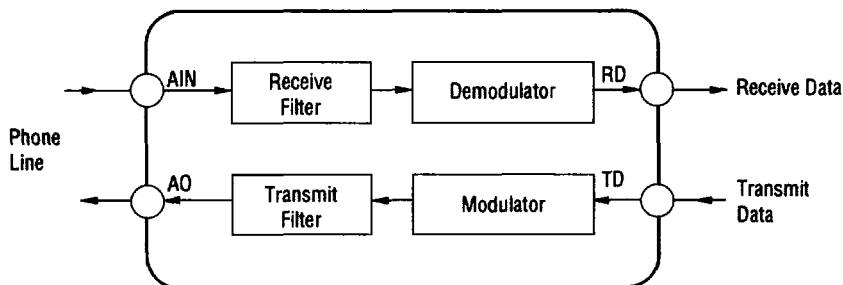 AIN
Receive
Filter
Demodulator
RD
Receive Data
Phone
Line
AO
Transmit
Filter
Modulator
TD
Transmit
Data